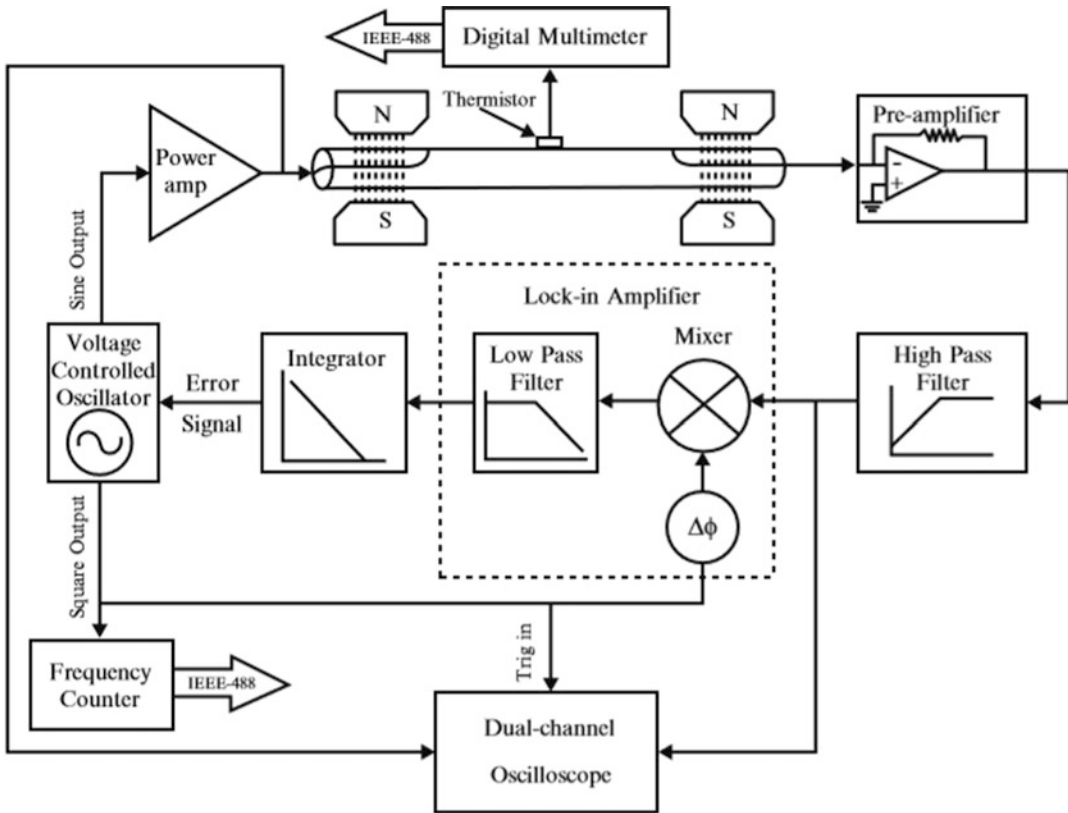 IEEE-488
Digital Multimeter
Thermistor
N
N
Pre-amplifier
Power
amp
-
+
S
S
Sine Output
Lock-in Amplifier
Mixer
Voltage
Controlled
Oscillator
Integrator
Low Pass
Filter
High Pass
Filter
Error
Signal
Δϕ
Square Output
Trig in
Frequency
Counter
IEEE-488
Dual-channel
Oscilloscope